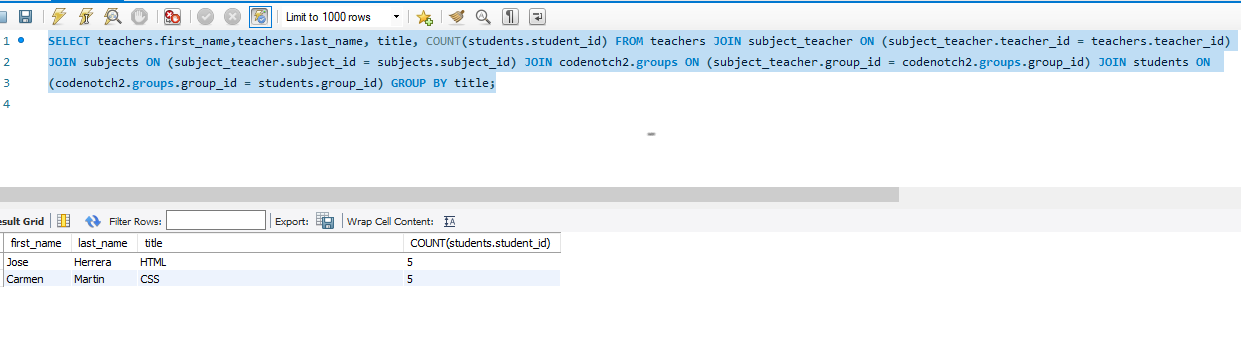 Limit to 1000 rows
1 SELECT teachers.first_name,teachers.last_name, title, COUNT(students.student_id) FROM teachers JOIN subject_teacher ON (subject_teacher.teacher_id = teachers.teacher_id)
2 JOIN subjects ON (subject_teacher.subject_id = subjects.subject_id) JOIN codenotch2.groups ON (subject_teacher.group_id = codenotch2.groups.group_id) JOIN students ON
3 (codenotch2.groups.group_id = students.group_id) GROUP BY title;
4
esult Grid Filter Rows: Export: Wrap Cell Content: IA
first_name last_name title COUNT(students.student_id)
Jose Herrera HTML 5
Carmen Martin CSS 5